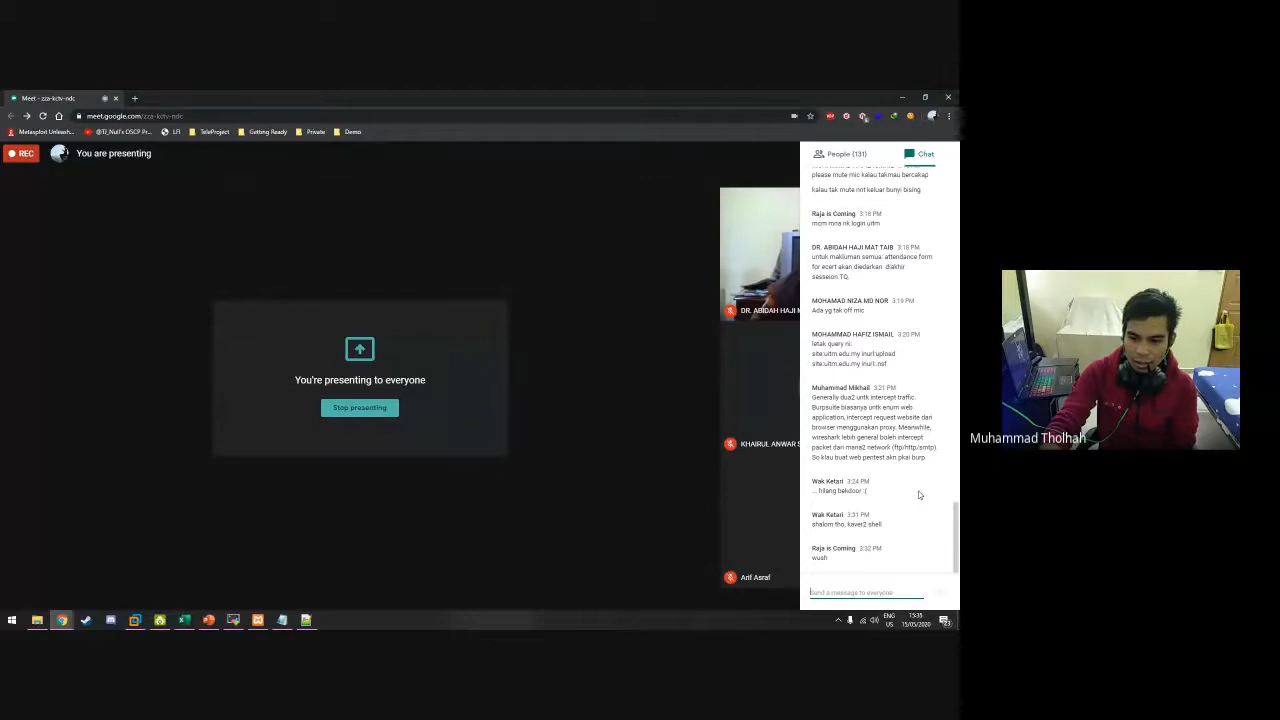 Meet - zza-kctv-ndc
meet.google.com/zza-kctv-ndc
Metasploit Unleash...
@TJ_Null's OSCP Pr...
LFI
TeleProject
Getting Ready
Private
Demo
REC
You are presenting
People (131)
Chat
please mute mic kalau takmau bercakap
kalau tak mute nnt keluar bunyi bising
Raja is Coming 3:18 PM
mcm mna nk login uitm
DR. ABIDAH HAJI MAT TAIB 3:18 PM
untuk makluman semua: attendance form
for ecert akan diedarkan diakhir
sesseion.TQ.
MOHAMAD NIZA MD NOR 3:19 PM
Ada yg tak off mic
MOHAMMAD HAFIZ ISMAIL 3:20 PM
letak query ni:
site:uitm.edu.my inurl:upload
site:uitm.edu.my inurl:.nsf
Muhammad Mikhail 3:21 PM
Generally dua2 untk intercept traffic.
Burpsuite biasanya untk enum web
application, intercept request website dari
browser menggunakan proxy. Meanwhile,
wireshark lebih general boleh intercept
packet dari mana2 network (ftp/http/smtp)
So klau buat web pentest akn pkai burp
Wak Ketari 3:24 PM
... hilang bekdoor :(
Wak Ketari 3:31 PM
shalom tho, kaver2 shell
Raja is Coming 3:32 PM
wush
Send a message to everyone
You're presenting to everyone
Stop presenting
DR. ABIDAH HAJI M
KHAIRUL ANWAR S
Arif Asraf
Muhammad Tholhah
ENG
US
15:35
15/05/2020